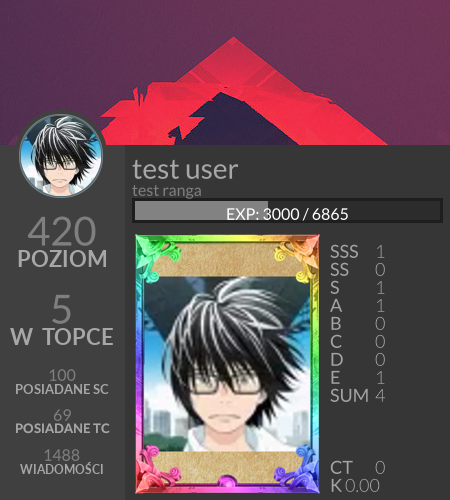 test user
test ranga
EXP: 3000 / 6865
420
POZIOM
5
W TOPCE
100
POSIADANE SC
69
POSIADANE TC
1488
WIADOMOŚCI
SSS 1
SS 0
S 1
A 1
B 0
C 0
D 0
E 1
SUM 4
CT 0
K 0.00